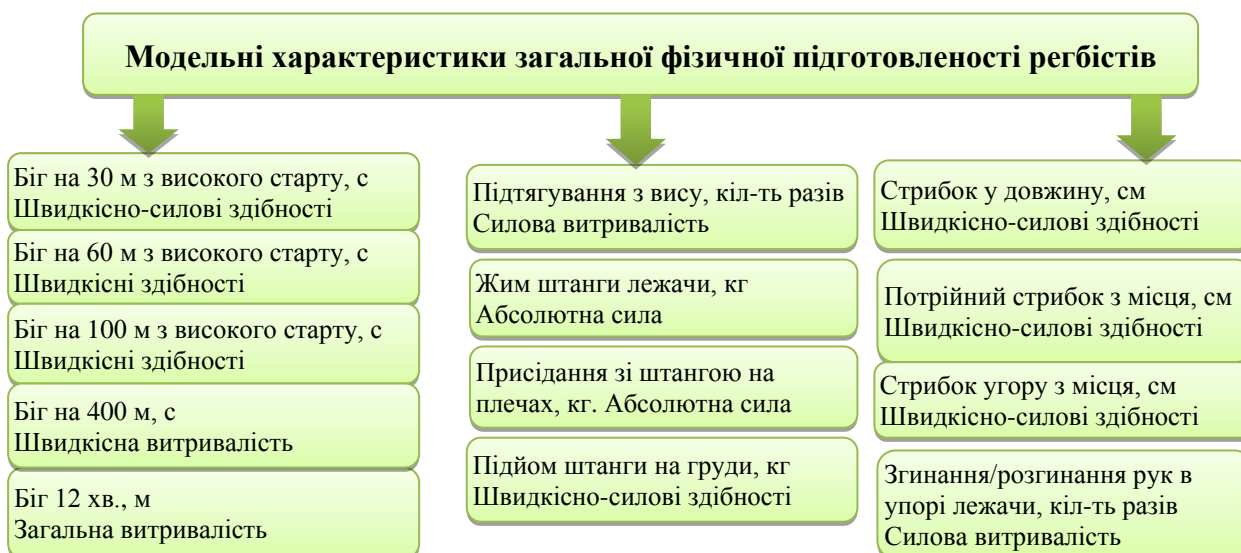 Модельні характеристики загальної фізичної підготовленості регбістів
Біг на 30 м з високого старту, с
Швидкісно-силові здібності
Біг на 60 м з високого старту, с
Швидкісні здібності
Біг на 100 м з високого старту, с
Швидкісні здібності
Біг на 400 м, с
Швидкісна витривалість
Біг 12 хв., м
Загальна витривалість
Підтягування з вису, кіл-ть разів
Силова витривалість
Жим штанги лежачи, кг
Абсолютна сила
Присідання зі штангою на
плечах, кг. Абсолютна сила
Підйом штанги на груди, кг
Швидкісно-силові здібності
Стрибок у довжину, см
Швидкісно-силові здібності
Потрійний стрибок з місця, см
Швидкісно-силові здібності
Стрибок угору з місця, см
Швидкісно-силові здібності
Згинання/розгинання рук в
упорі лежачи, кіл-ть разів
Силова витривалість